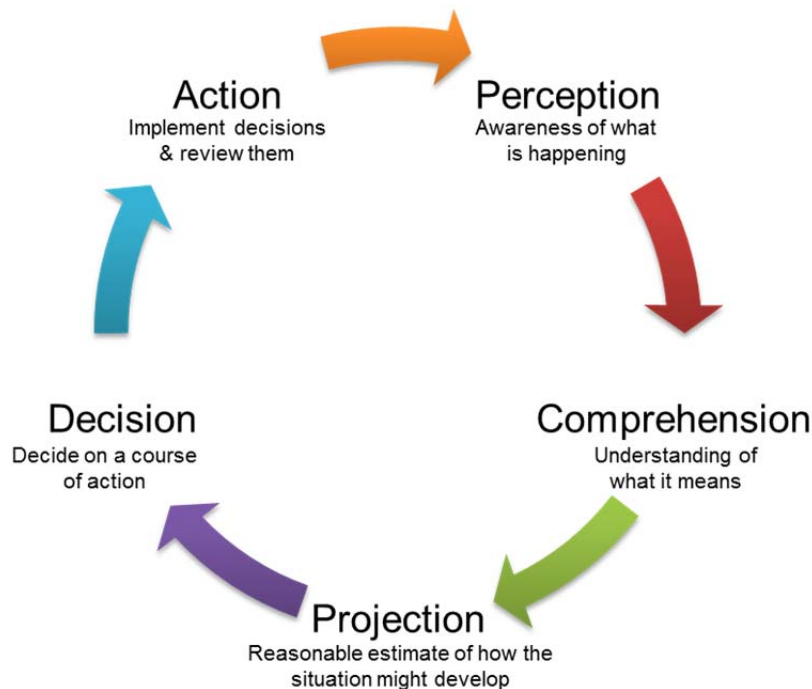 Action
Implement decisions
& review them
Perception
Awareness of what
is happening
Comprehension
Understanding of
what it means
Projection
Reasonable estimate of how the
situation might develop
Decision
Decide on a course
of action